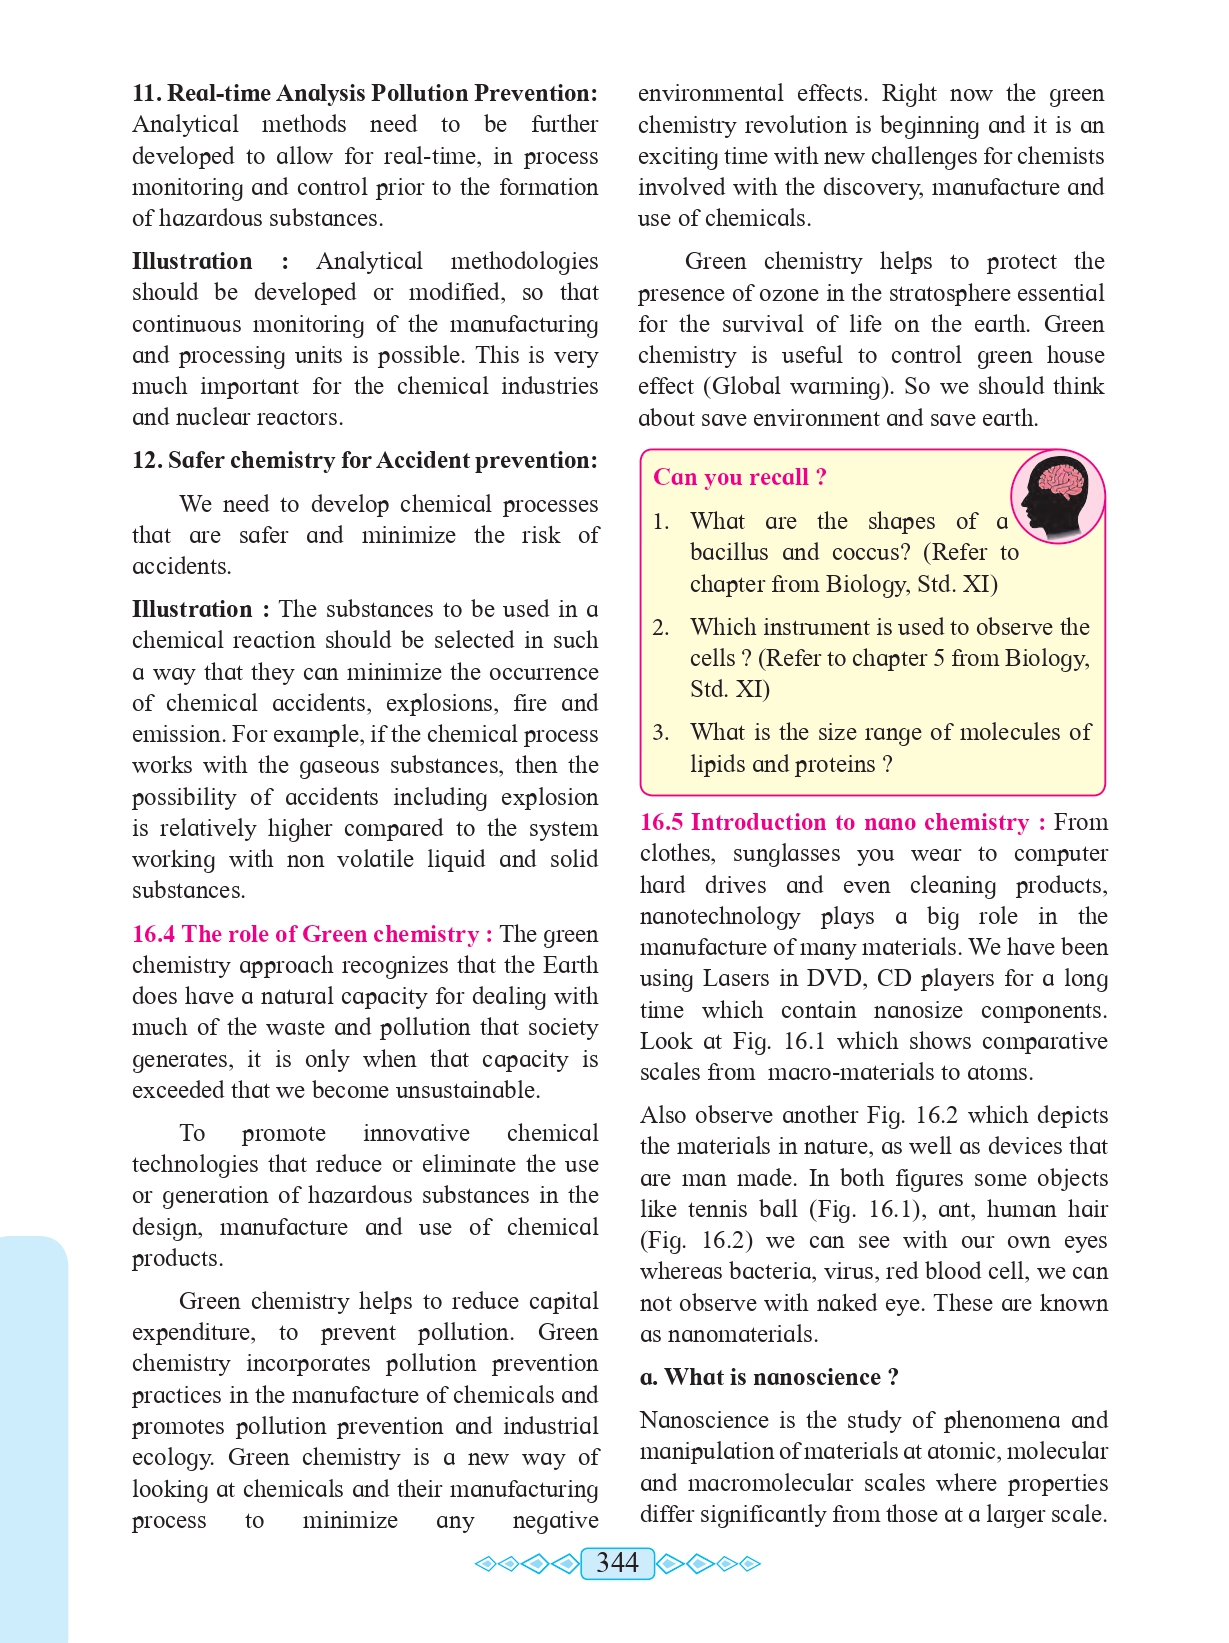 11. Real-time Analysis Pollution Prevention:
Analytical methods need to be further
developed to allow for real-time, in process
monitoring and control prior to the formation
of hazardous substances.
Illustration : Analytical methodologies
should be developed or modified, so that
continuous monitoring of the manufacturing
and processing units is possible. This is very
much important for the chemical industries
and nuclear reactors.
12. Safer chemistry for Accident prevention:
We need to develop chemical processes
that are safer and minimize the risk of
accidents.
Illustration : The substances to be used in a
chemical reaction should be selected in such
a way that they can minimize the occurrence
of chemical accidents, explosions, fire and
emission. For example, if the chemical process
works with the gaseous substances, then the
possibility of accidents including explosion
is relatively higher compared to the system
working with non volatile liquid and solid
substances.
16.4 The role of Green chemistry : The green
chemistry approach recognizes that the Earth
does have a natural capacity for dealing with
much of the waste and pollution that society
generates, it is only when that capacity is
exceeded that we become unsustainable.
To promote innovative chemical
technologies that reduce or eliminate the use
or generation of hazardous substances in the
design, manufacture and use of chemical
products.
Green chemistry helps to reduce capital
expenditure, to prevent pollution. Green
chemistry incorporates pollution prevention
practices in the manufacture of chemicals and
promotes pollution prevention and industrial
ecology. Green chemistry is a new way of
looking at chemicals and their manufacturing
process to minimize any negative
environmental effects. Right now the green
chemistry revolution is beginning and it is an
exciting time with new challenges for chemists
involved with the discovery, manufacture and
use of chemicals.
Green chemistry helps to protect the
presence of ozone in the stratosphere essential
for the survival of life on the earth. Green
chemistry is useful to control green house
effect (Global warming). So we should think
about save environment and save earth.
Can you recall ?
1. What are the shapes of a
bacillus and coccus? (Refer to
chapter from Biology, Std. XI)
2. Which instrument is used to observe the
cells ? (Refer to chapter 5 from Biology,
Std. XI)
3. What is the size range of molecules of
lipids and proteins ?
16.5 Introduction to nano chemistry : From
clothes, sunglasses you wear to computer
hard drives and even cleaning products,
nanotechnology plays a big role in the
manufacture of many materials. We have been
using Lasers in DVD, CD players for a long
time which contain nanosize components.
Look at Fig. 16.1 which shows comparative
scales from macro-materials to atoms.
Also observe another Fig. 16.2 which depicts
the materials in nature, as well as devices that
are man made. In both figures some objects
like tennis ball (Fig. 16.1), ant, human hair
(Fig. 16.2) we can see with our own eyes
whereas bacteria, virus, red blood cell, we can
not observe with naked eye. These are known
as nanomaterials.
a. What is nanoscience ?
Nanoscience is the study of phenomena and
manipulation of materials at atomic, molecular
and macromolecular scales where properties
differ significantly from those at a larger scale.
344